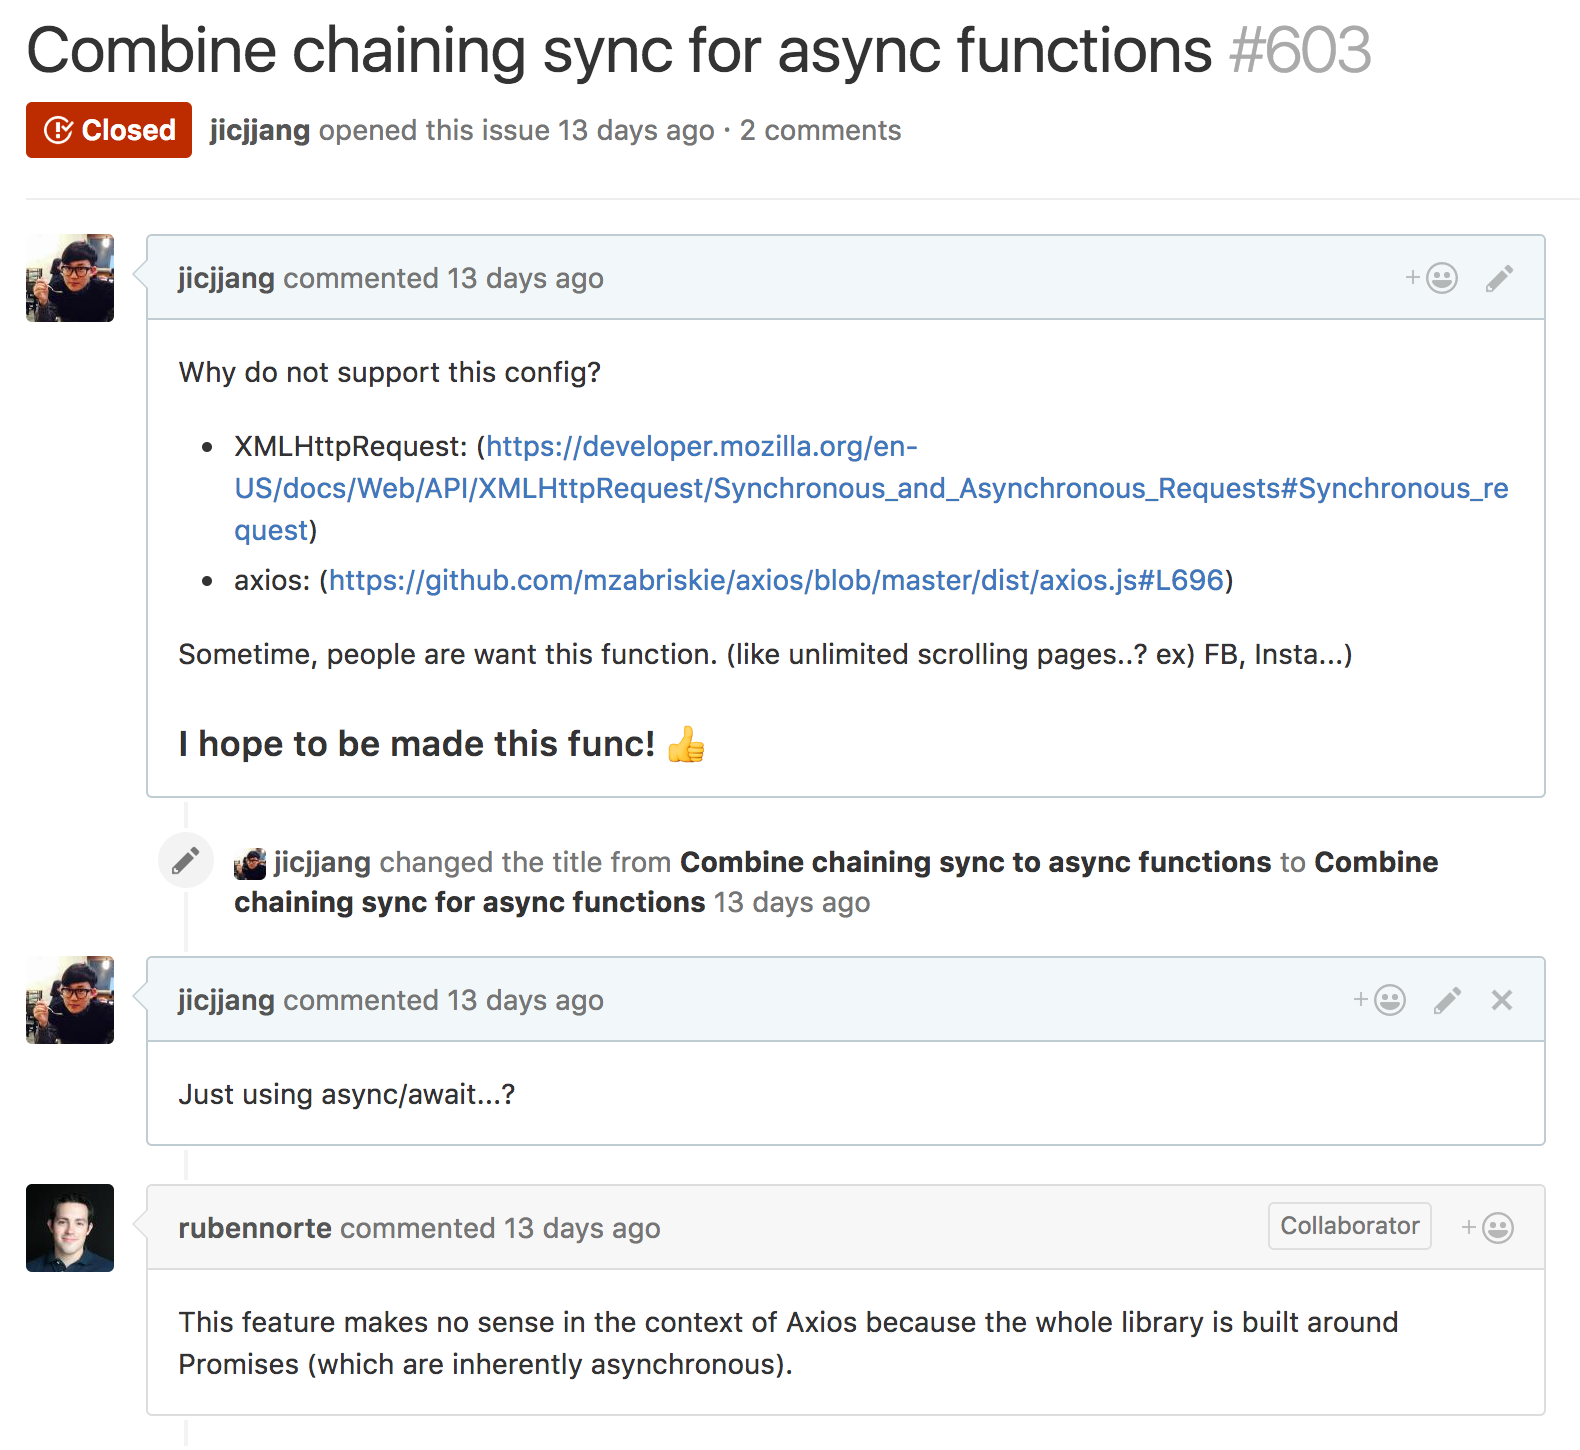 Combine chaining sync for async functions #603
Closed jicjjang opened this issue 13 days ago · 2 comments
jicjjang commented 13 days ago
Why do not support this config?
• XMLHttpRequest: (https://developer.mozilla.org/en-
US/docs/Web/API/XMLHttpRequest/Synchronous_and_Asynchronous_Requests#Synchronous_re
quest)
• axios: (https://github.com/mzabriskie/axios/blob/master/dist/axios.js#L696)
Sometime, people are want this function. (like unlimited scrolling pages..? ex) FB, Insta...)
I hope to be made this func! 👍
jicjjang changed the title from Combine chaining sync to async functions to Combine
chaining sync for async functions 13 days ago
jicjjang commented 13 days ago
Just using async/await...?
rubennorte commented 13 days ago Collaborator
This feature makes no sense in the context of Axios because the whole library is built around
Promises (which are inherently asynchronous).